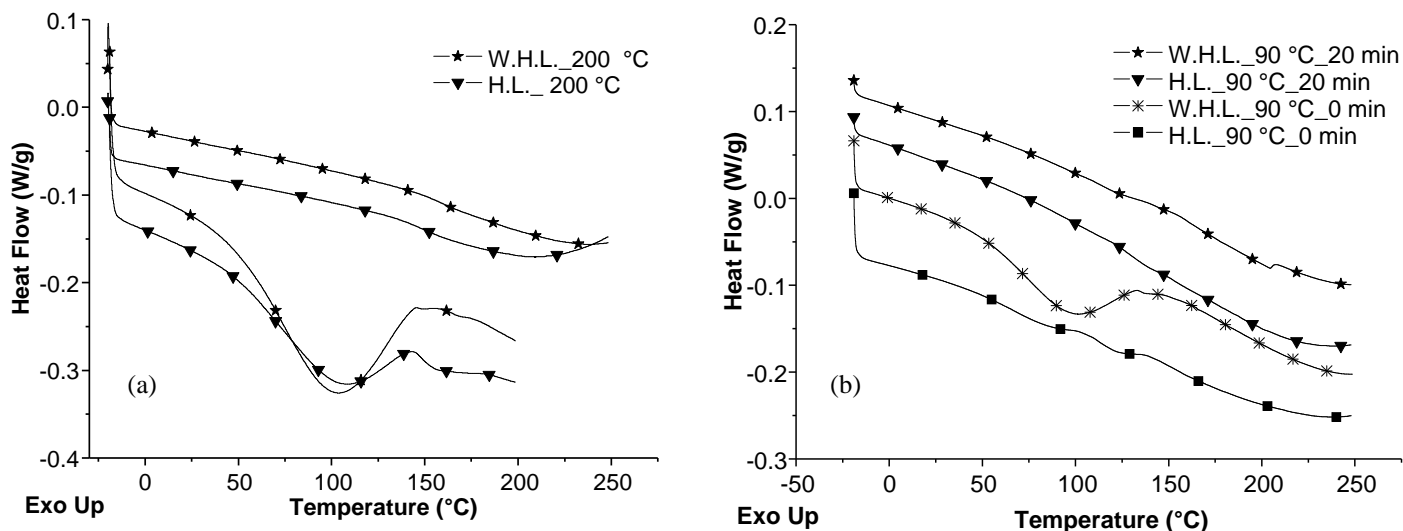 0.1
0.0
-0.1
-0.2
-0.3
-0.4
Heat Flow (W/g)
W.H.L._200 °C
H.L._ 200 °C
(a)
0 50 100 150 200 250
Exo Up
Temperature (°C)
0.2
0.1
0.0
-0.1
-0.2
-0.3
Heat Flow (W/g)
W.H.L._90 °C_20 min
H.L._90 °C_20 min
W.H.L._90 °C_0 min
H.L._90 °C_0 min
(b)
-50 0 50 100 150 200 250
Exo Up
Temperature (°C)